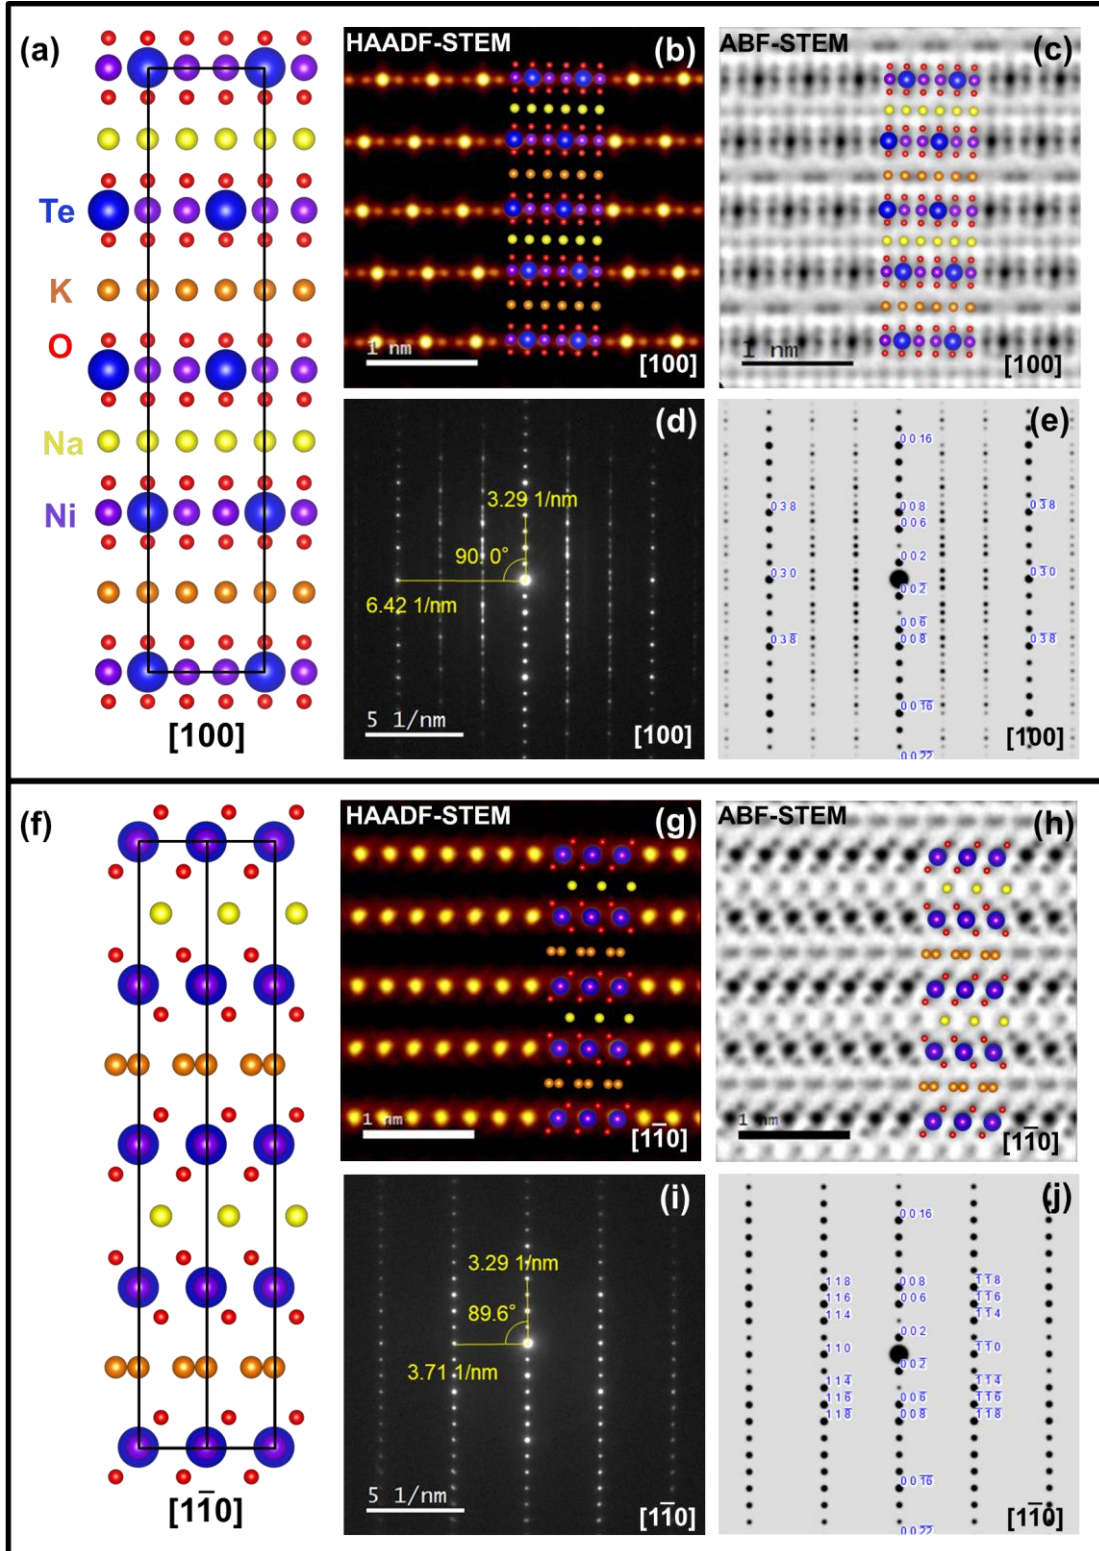 (a)
Te
K
O
Na
Ni
[100]
HAADF-STEM
(b)
1 nm
[100]
ABF-STEM
(c)
1 nm
[100]
(d)
3.29 1/nm
90.0°
6.42 1/nm
5 1/nm
[100]
(e)
0 0 16
0 3 8
0 0 8
0 3̅ 8
0 0 6
0 0 2
0 3 0
0 3̅ 0
0 0 2̅
0 0 6̅
0 3 8̅
0 0 8̅
0 3̅ 8̅
0 0 1̅6̅
0 0 2̅2̅
[100]
(f)
[11̅0]
HAADF-STEM
(g)
1 nm
[11̅0]
ABF-STEM
(h)
1 nm
[11̅0]
(i)
3.29 1/nm
89.6°
3.71 1/nm
5 1/nm
[11̅0]
(j)
0 0 16
1 1 8
0 0 8
1̅ 1̅ 8
1 1 6
0 0 6
1̅ 1̅ 6
1 1 4
1̅ 1̅ 4
0 0 2
1 1 0
1̅ 1̅ 0
0 0 2̅
1 1 4̅
1̅ 1̅ 4̅
1 1 6̅
0 0 6̅
1̅ 1̅ 6̅
1 1 8̅
0 0 8̅
1̅ 1̅ 8̅
0 0 1̅6̅
0 0 2̅2̅
[11̅0]